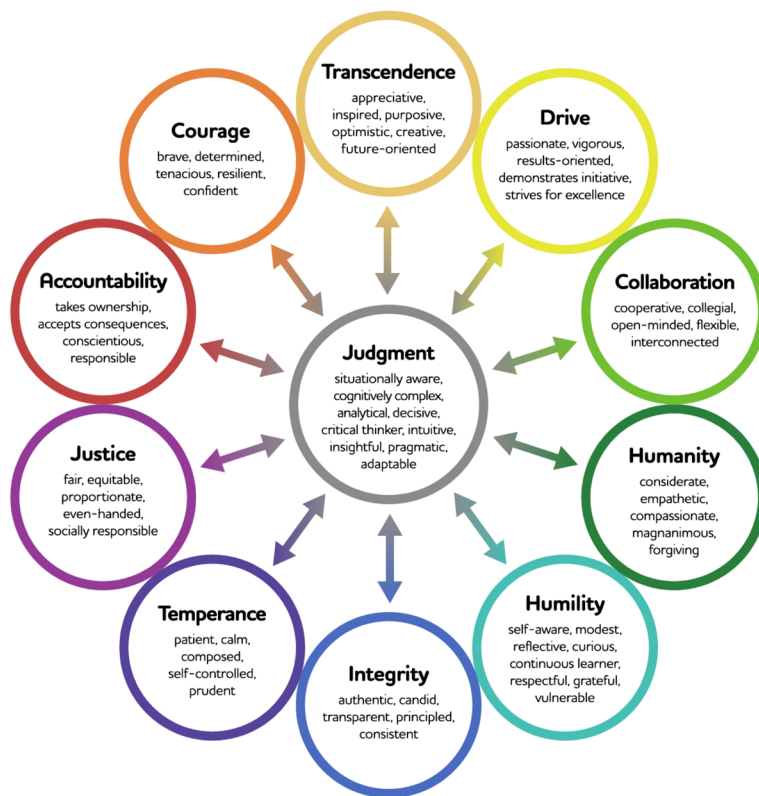 Transcendence
appreciative,
inspired, purposive,
optimistic, creative,
future-oriented
Drive
passionate, vigorous,
results-oriented,
demonstrates initiative,
strives for excellence
Collaboration
cooperative, collegial,
open-minded, flexible,
interconnected
Humanity
considerate,
empathetic,
compassionate,
magnanimous,
forgiving
Humility
self-aware, modest,
reflective, curious,
continuous learner,
respectful, grateful,
vulnerable
Integrity
authentic, candid,
transparent, principled,
consistent
Temperance
patient, calm,
composed,
self-controlled,
prudent
Justice
fair, equitable,
proportionate,
even-handed,
socially responsible
Accountability
takes ownership,
accepts consequences,
conscientious,
responsible
Courage
brave, determined,
tenacious, resilient,
confident
Judgment
situationally aware,
cognitively complex,
analytical, decisive,
critical thinker, intuitive,
insightful, pragmatic,
adaptable